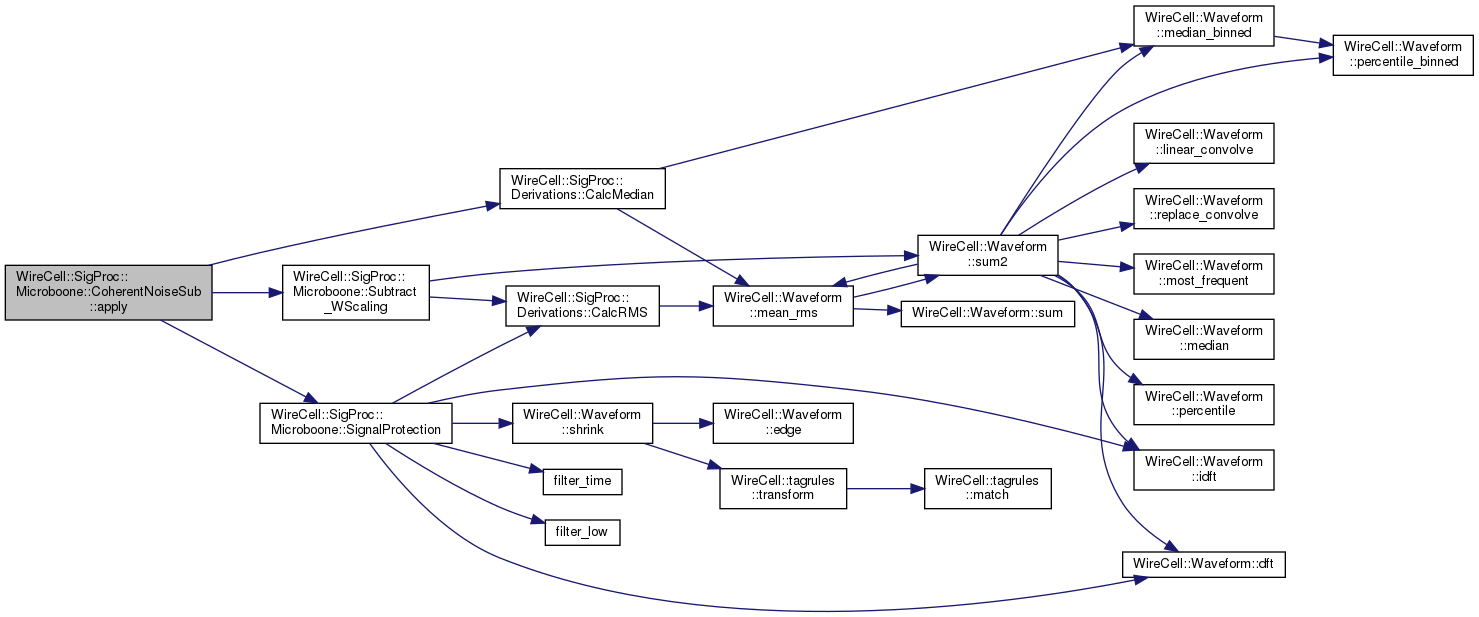 WireCell::SigProc::
Microboone::CoherentNoiseSub
::apply
WireCell::SigProc::
Derivations::CalcMedian
WireCell::SigProc::
Microboone::Subtract
_WScaling
WireCell::SigProc::
Derivations::CalcRMS
WireCell::SigProc::
Microboone::SignalProtection
WireCell::Waveform
::shrink
filter_time
filter_low
WireCell::Waveform
::mean_rms
WireCell::Waveform
::edge
WireCell::tagrules
::transform
WireCell::Waveform
::sum2
WireCell::Waveform::sum
WireCell::tagrules
::match
WireCell::Waveform
::median_binned
WireCell::Waveform
::percentile_binned
WireCell::Waveform
::linear_convolve
WireCell::Waveform
::replace_convolve
WireCell::Waveform
::most_frequent
WireCell::Waveform
::median
WireCell::Waveform
::percentile
WireCell::Waveform
::idft
WireCell::Waveform::dft